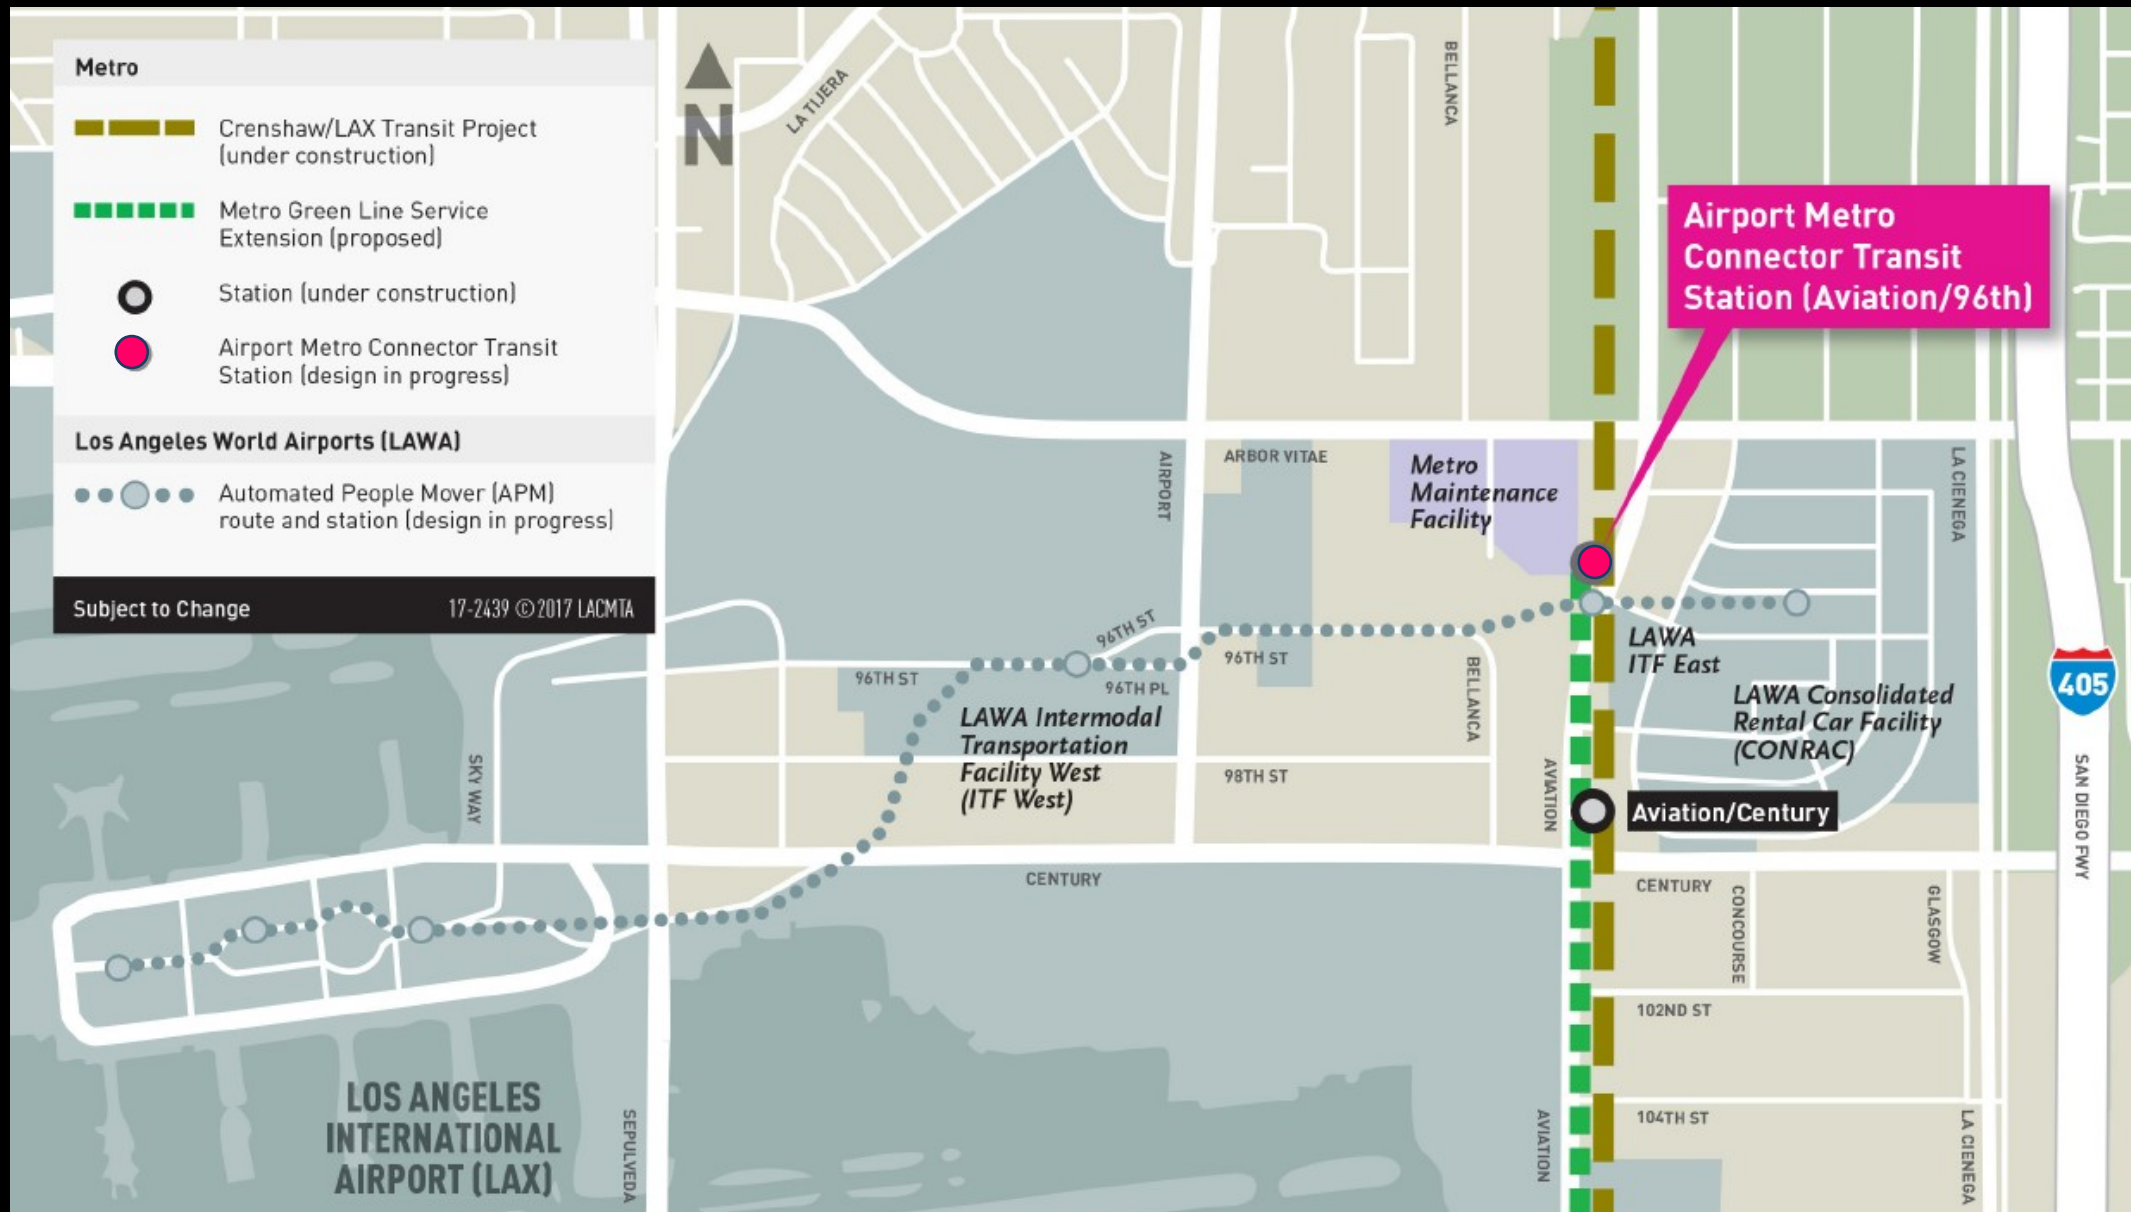 Metro
Crenshaw/LAX Transit Project
(under construction)
Metro Green Line Service
Extension (proposed)
Station (under construction)
Airport Metro Connector Transit
Station (design in progress)
Los Angeles World Airports (LAWA)
Automated People Mover (APM)
route and station (design in progress)
Subject to Change
17-2439 ©2017 LACMTA
N
LA TIJERA
BELLANCA
Airport Metro
Connector Transit
Station (Aviation/96th)
AIRPORT
ARBOR VITAE
Metro
Maintenance
Facility
LA CIENEGA
96TH ST
96TH ST
96TH PL
96TH ST
BELLANCA
LAWA
ITF East
LAWA Consolidated
Rental Car Facility
(CONRAC)
405
LAWA Intermodal
Transportation
Facility West
(ITF West)
SKY WAY
98TH ST
AVIATION
Aviation/Century
SAN DIEGO FWY
CENTURY
CENTURY
CONCOURSE
GLASGOW
102ND ST
LOS ANGELES
INTERNATIONAL
AIRPORT (LAX)
SEPULVEDA
AVIATION
104TH ST
LA CIENEGA